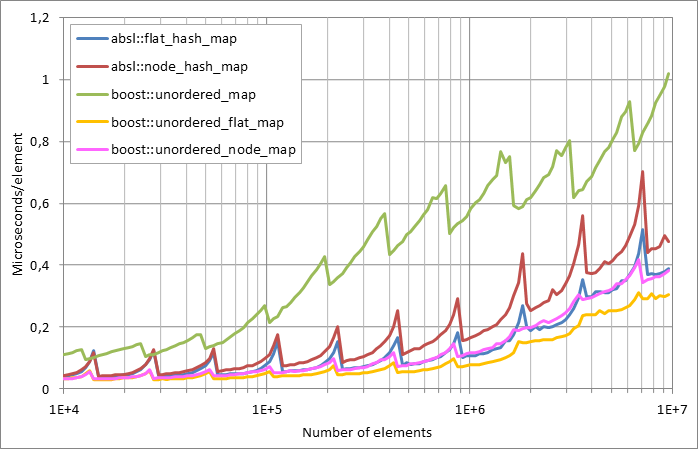 1,2
1
0,8
0,6
0,4
0,2
0
Microseconds/element
absl::flat_hash_map
absl::node_hash_map
boost::unordered_map
boost::unordered_flat_map
boost::unordered_node_map
1E+4
1E+5
1E+6
1E+7
Number of elements